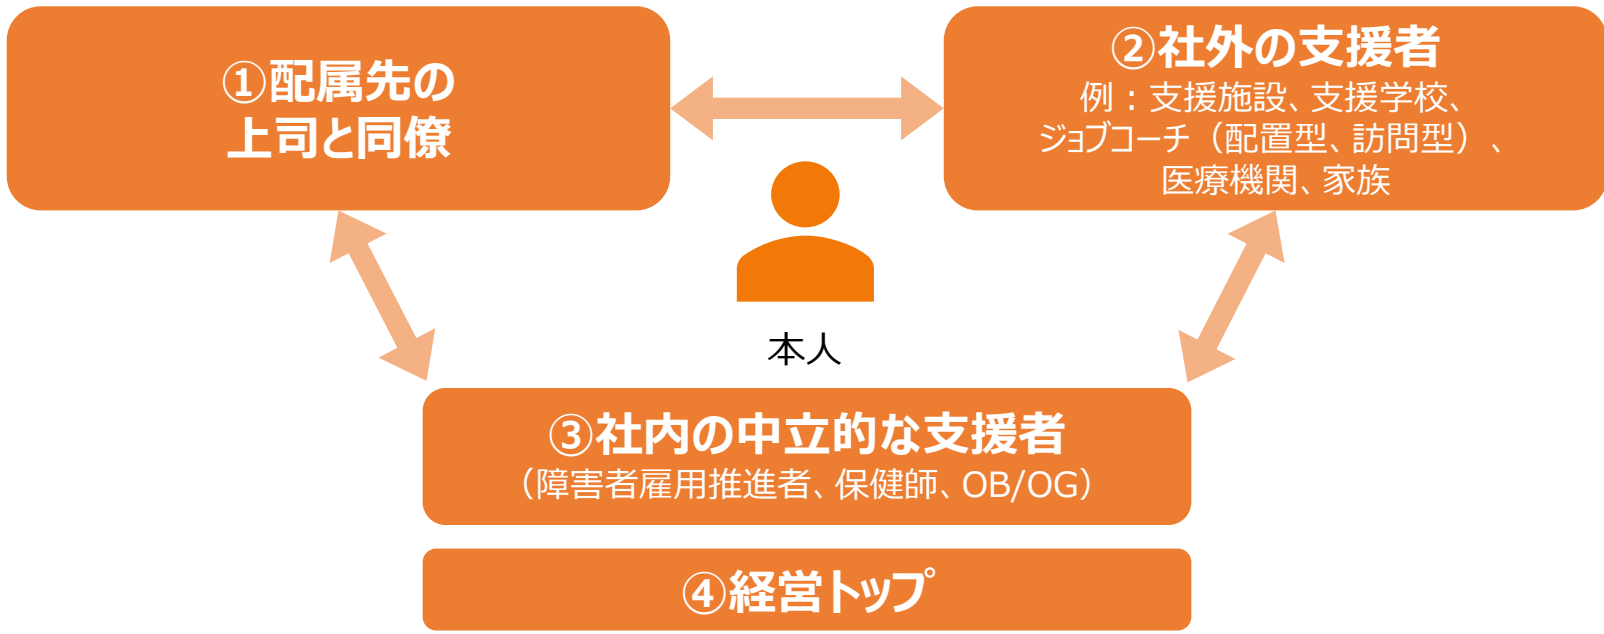 ①配属先の
上司と同僚
②社外の支援者
例：支援施設、支援学校、
ジョブコーチ（配置型、訪問型）、
医療機関、家族
本人
③社内の中立的な支援者
（障害者雇用推進者、保健師、OB/OG）
④経営トップ